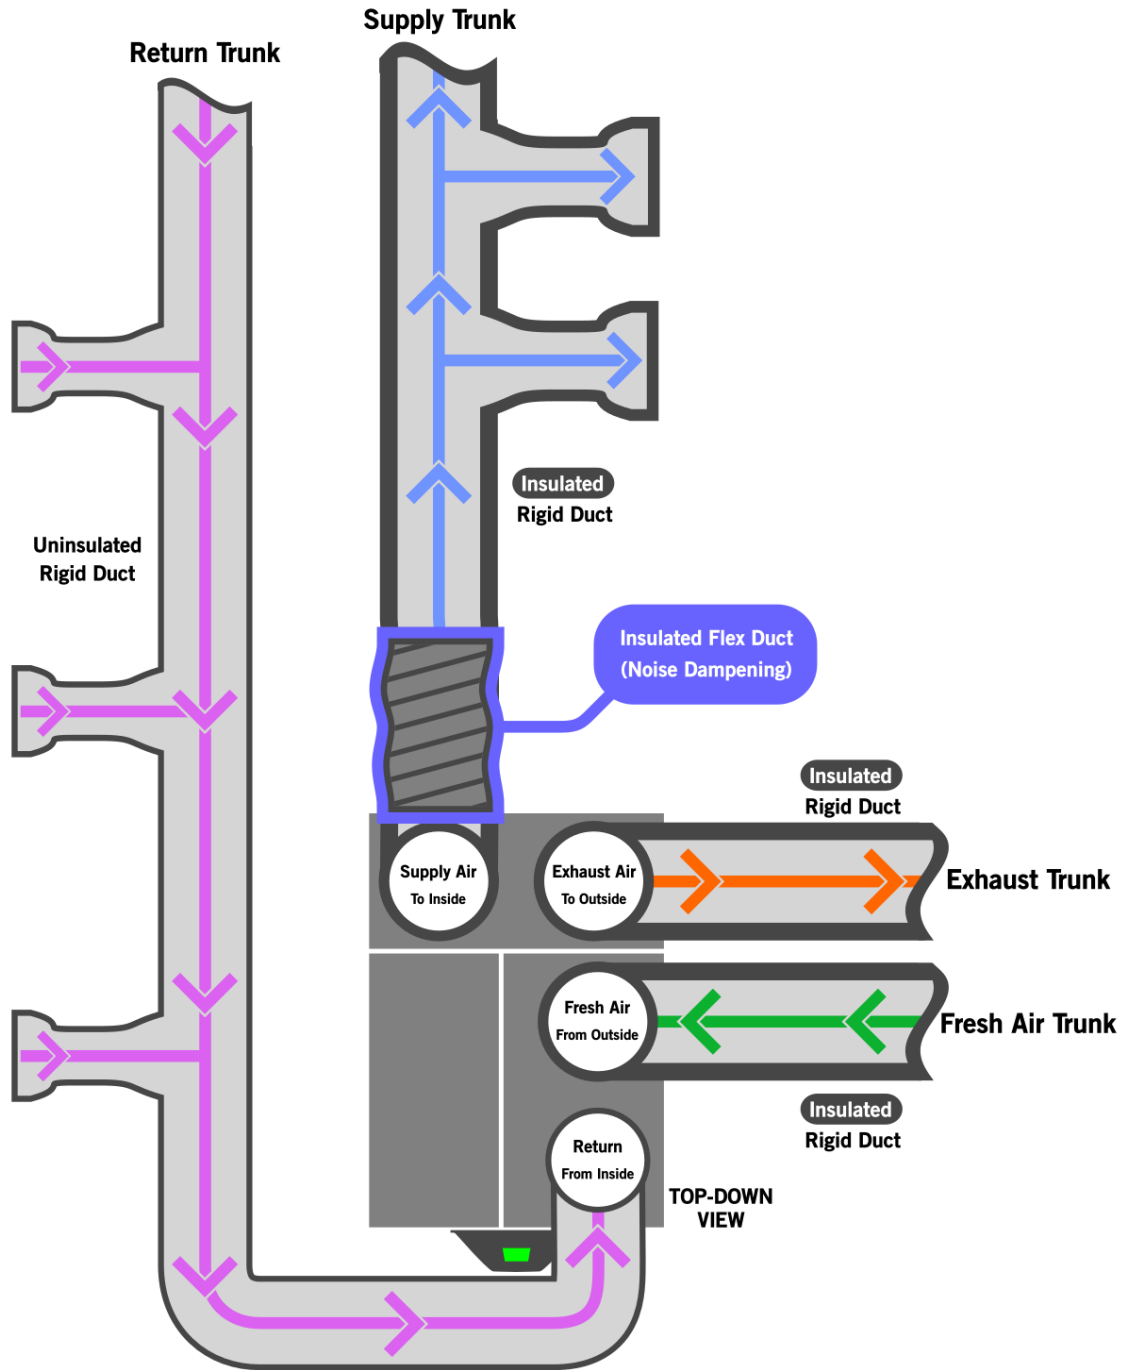 Supply Trunk
Return Trunk
Insulated
Rigid Duct
Uninsulated
Rigid Duct
Insulated Flex Duct
(Noise Dampening)
Insulated
Rigid Duct
Supply Air
To Inside
Exhaust Air
To Outside
Exhaust Trunk
Fresh Air
From Outside
Fresh Air Trunk
Insulated
Rigid Duct
Return
From Inside
TOP-DOWN
VIEW